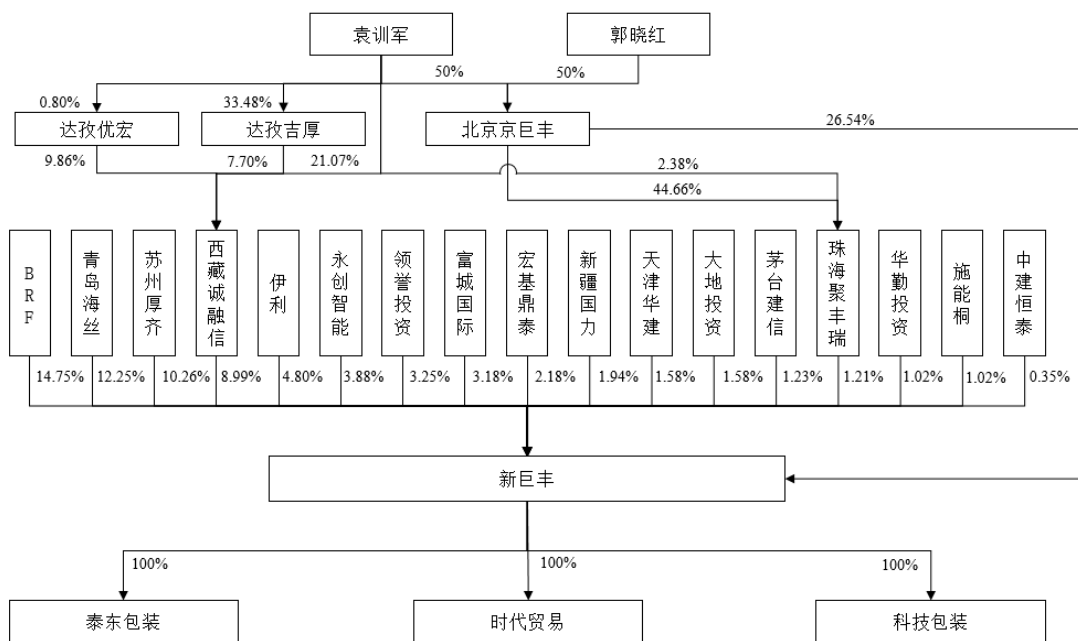 袁训军
郭晓红
50%
50%
0.80%
33.48%
达孜优宏
达孜吉厚
北京京巨丰
26.54%
9.86%
7.70%
21.07%
2.38%
44.66%
BRF
青岛海丝
苏州厚齐
西藏诚融信
伊利
永创智能
领誉投资
富城国际
宏基鼎泰
新疆国力
天津华建
大地投资
茅台建信
珠海聚丰瑞
华勤投资
施能桐
中建恒泰
14.75%
12.25%
10.26%
8.99%
4.80%
3.88%
3.25%
3.18%
2.18%
1.94%
1.58%
1.58%
1.23%
1.21%
1.02%
1.02%
0.35%
新巨丰
100%
100%
100%
泰东包装
时代贸易
科技包装